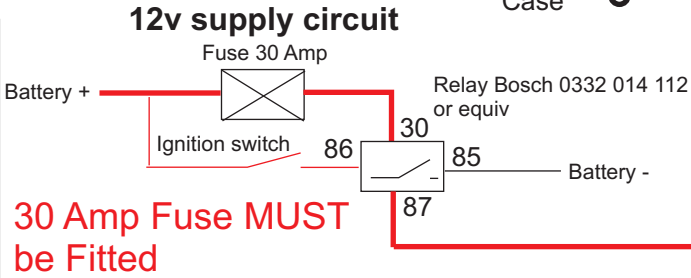 Case
12v supply circuit
Fuse 30 Amp
Battery +
Relay Bosch 0332 014 112
or equiv
30
Ignition switch
86
85
Battery -
87
30 Amp Fuse MUST
be Fitted